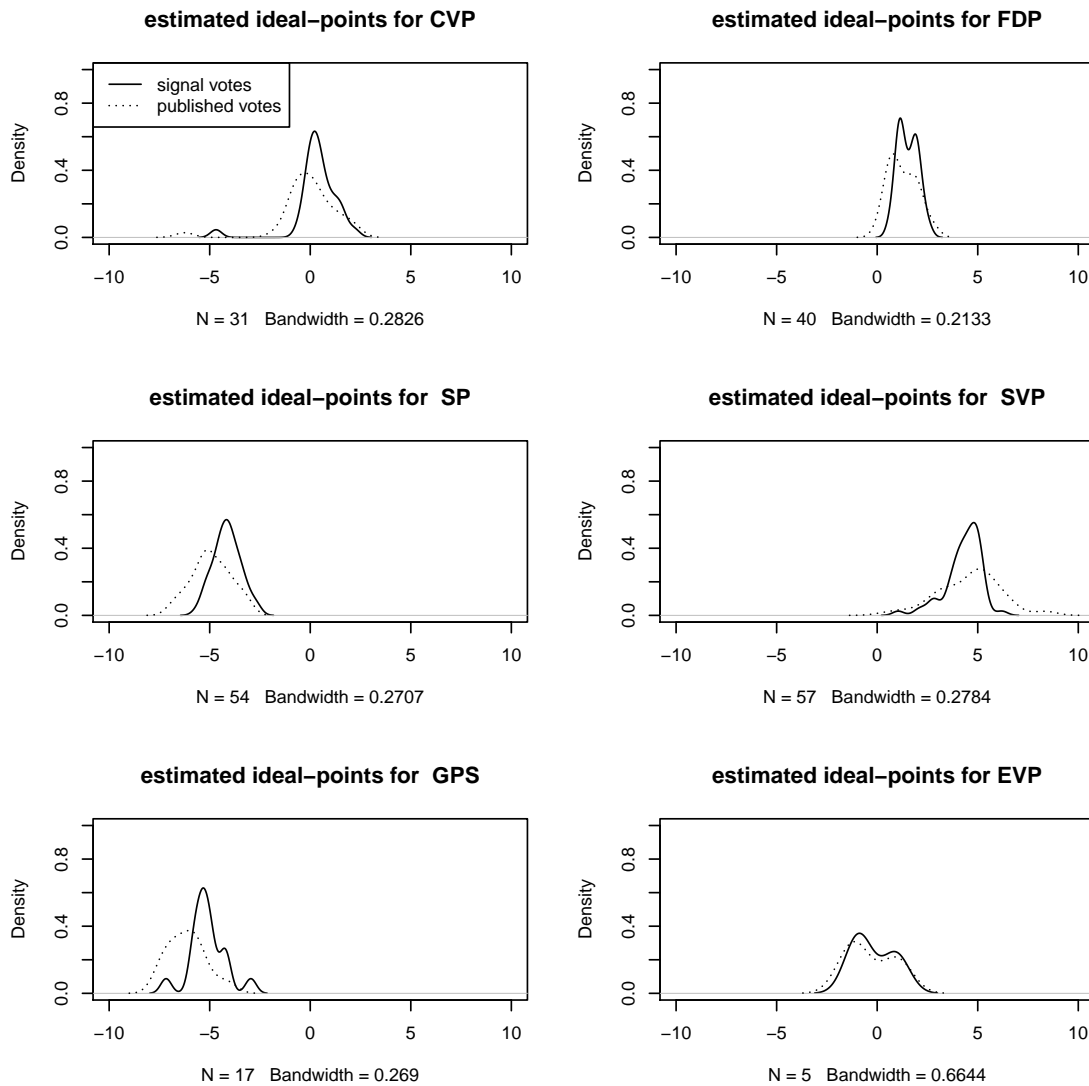 estimated ideal−points for CVP
Density
0.0 0.4 0.8
signal votes
published votes
−10 −5 0 5 10
N = 31 Bandwidth = 0.2826
estimated ideal−points for FDP
Density
0.0 0.4 0.8
−10 −5 0 5 10
N = 40 Bandwidth = 0.2133
estimated ideal−points for SP
Density
0.0 0.4 0.8
−10 −5 0 5 10
N = 54 Bandwidth = 0.2707
estimated ideal−points for SVP
Density
0.0 0.4 0.8
−10 −5 0 5 10
N = 57 Bandwidth = 0.2784
estimated ideal−points for GPS
Density
0.0 0.4 0.8
−10 −5 0 5 10
N = 17 Bandwidth = 0.269
estimated ideal−points for EVP
Density
0.0 0.4 0.8
−10 −5 0 5 10
N = 5 Bandwidth = 0.6644